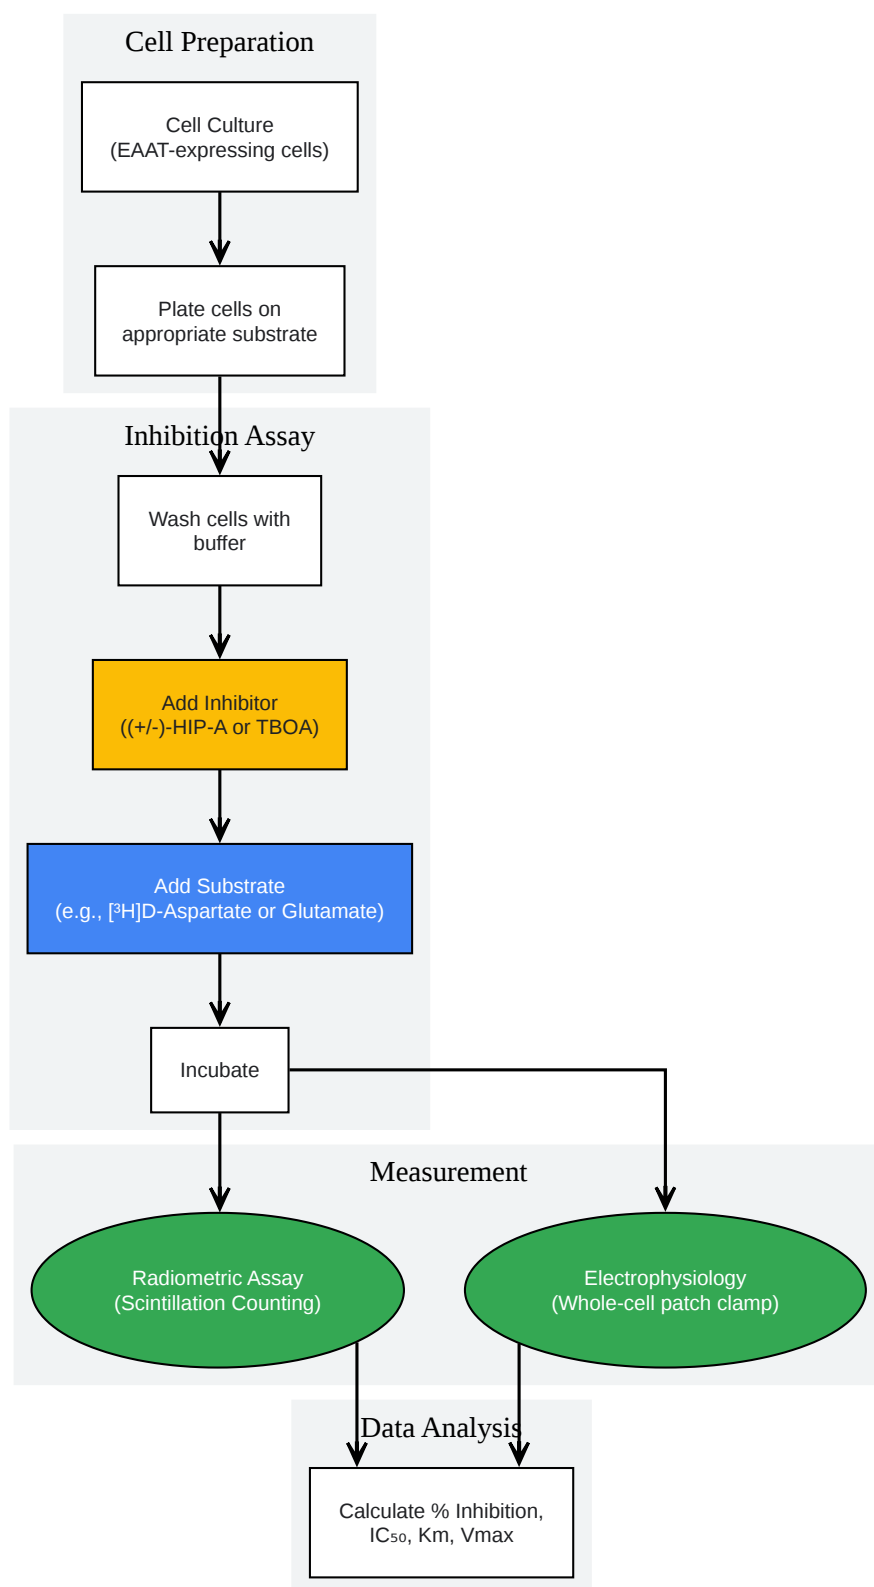 Cell Preparation
Cell Culture
(EAAT-expressing cells)
Plate cells on
appropriate substrate
Inhibition Assay
Wash cells with
buffer
Add Inhibitor
((+/-)-HIP-A or TBOA)
Add Substrate
(e.g., [³H]D-Aspartate or Glutamate)
Incubate
Measurement
Radiometric Assay
(Scintillation Counting)
Electrophysiology
(Whole-cell patch clamp)
Data Analysis
Calculate % Inhibition,
IC₅₀, Km, Vmax